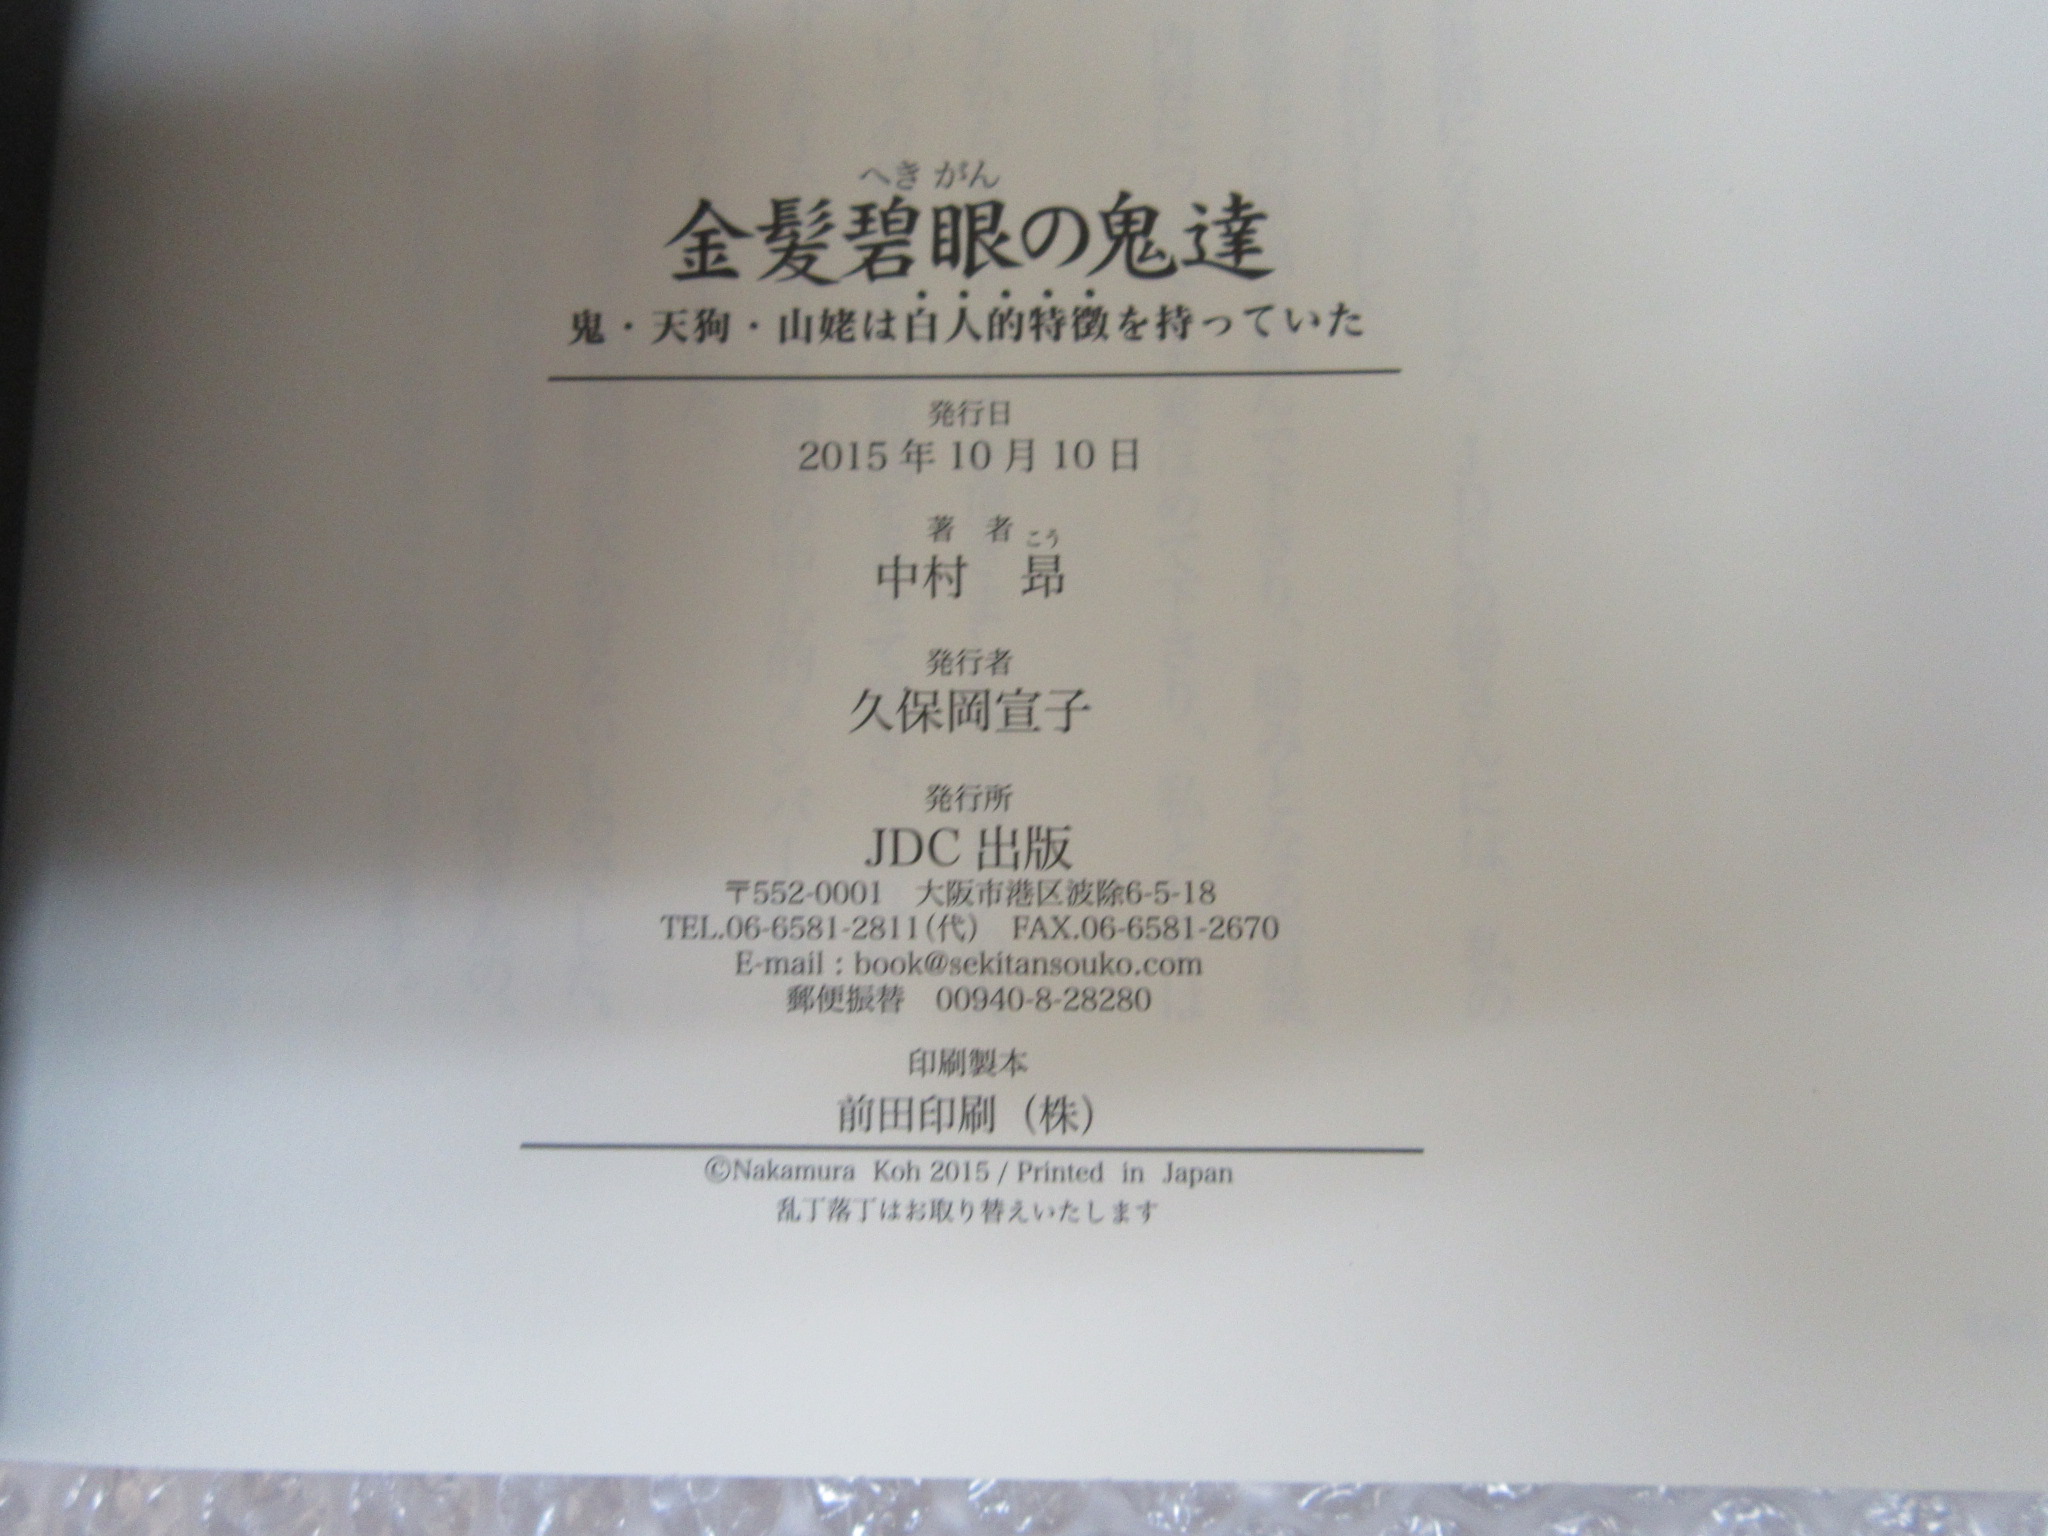 へき がん
金髪碧眼の鬼達
鬼・天狗・山姥は白人的特徴を持っていた
発行日
2015年10月10日
著 者
こう
中村 昂
発行者
久保岡宣子
発行所
JDC出版
〒552-0001 大阪市港区波除6-5-18
TEL.06-6581-2811(代) FAX.06-6581-2670
E-mail : book@sekitansouko.com
郵便振替 00940-8-28280
印刷製本
前田印刷（株）
©Nakamura Koh 2015 / Printed in Japan
乱丁落丁はお取り替えいたします